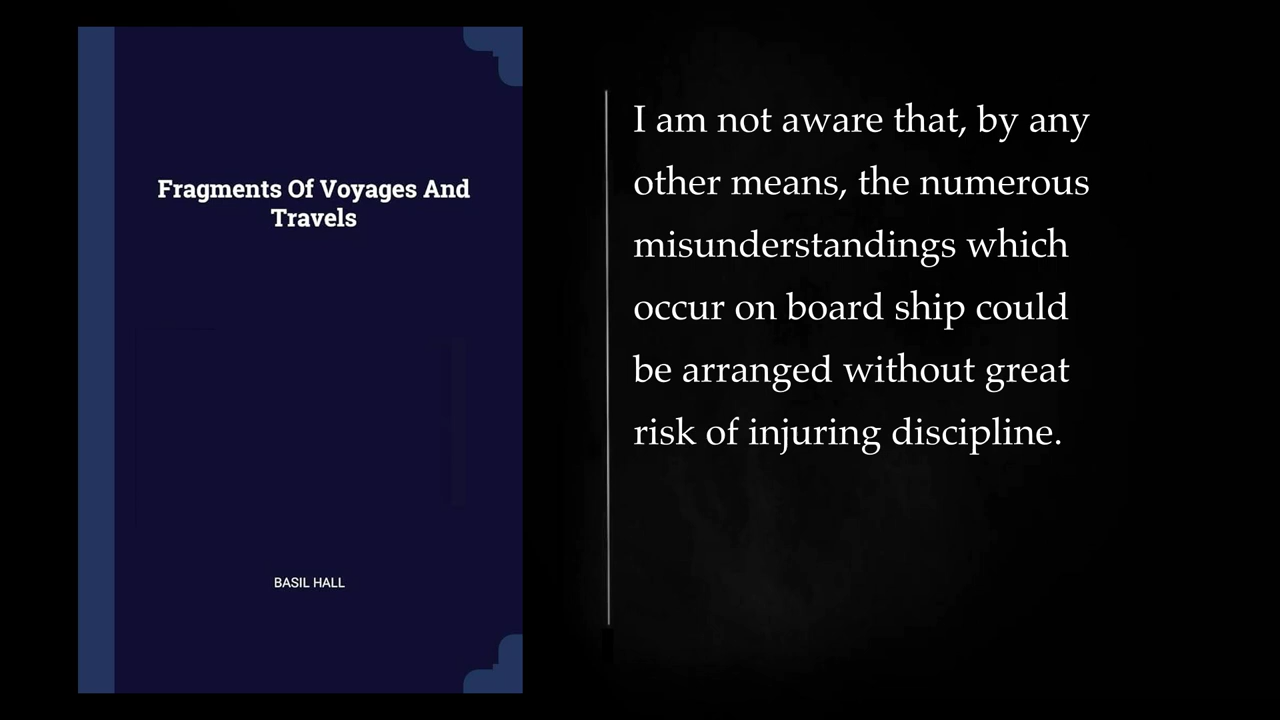 Fragments Of Voyages And
Travels
BASIL HALL
I am not aware that, by any
other means, the numerous
misunderstandings which
occur on board ship could
be arranged without great
risk of injuring discipline.